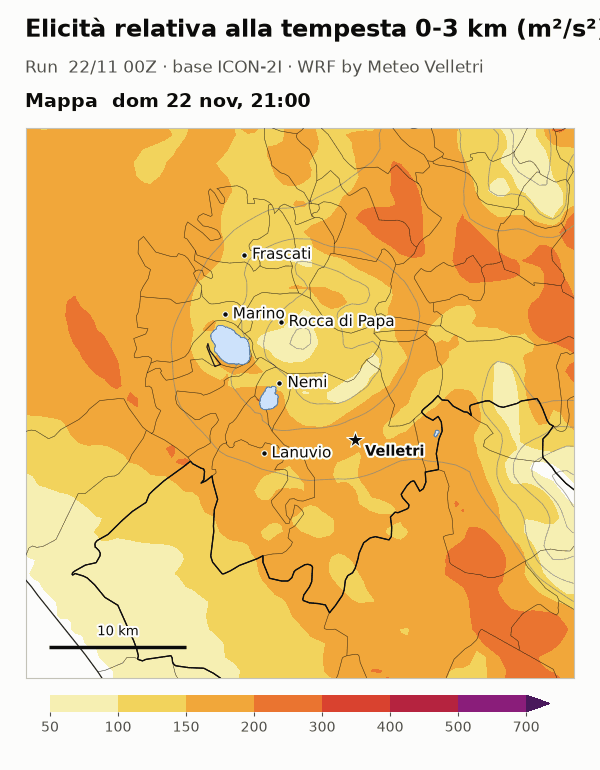 Elicità relativa alla tempesta 0-3 km (m²/s²)
Run 22/11 00Z · base ICON-2I · WRF by Meteo Velletri
Mappa dom 22 nov, 21:00
Frascati
Marino
Rocca di Papa
Nemi
Velletri
Lanuvio
10 km
50 100 150 200 300 400 500 700